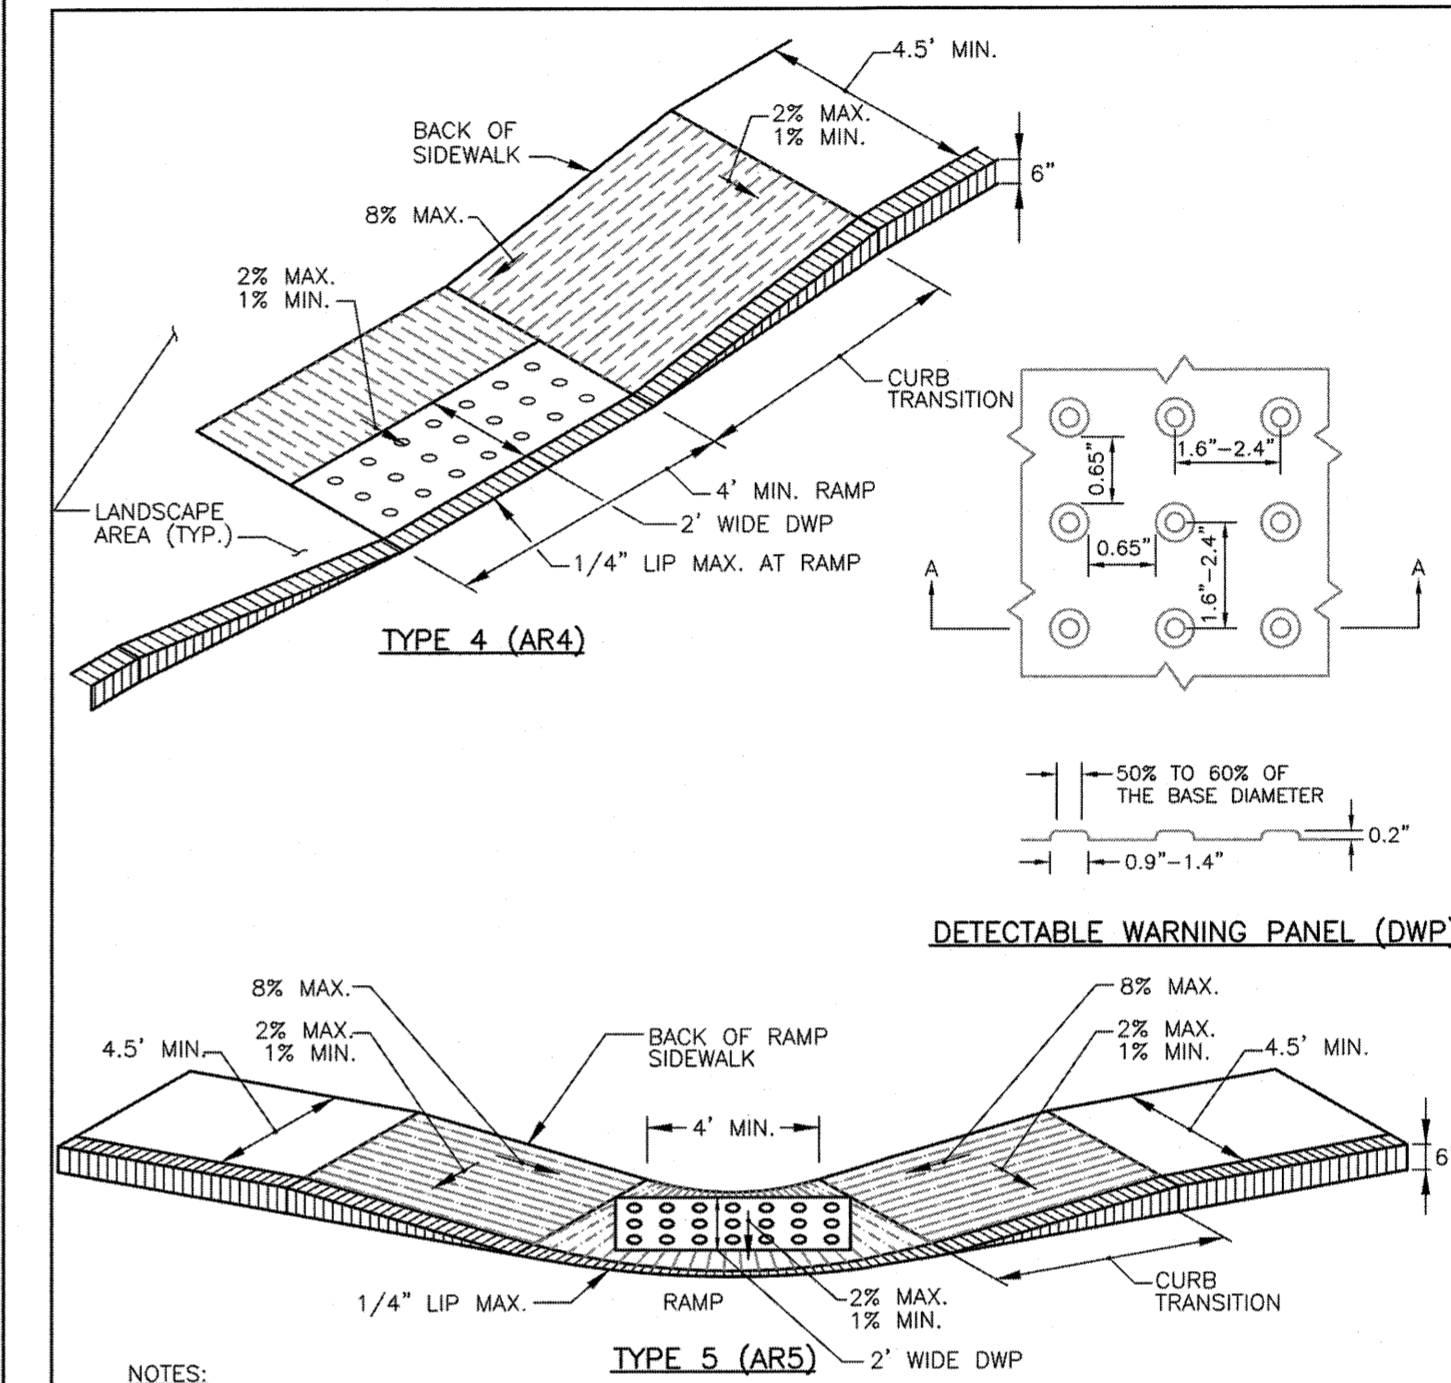 4.5' MIN.
2% MAX.
1% MIN.
BACK OF
SIDEWALK
6"
8% MAX.
2% MAX.
1% MIN.
CURB
TRANSITION
4' MIN. RAMP
2' WIDE DWP
1/4" LIP MAX. AT RAMP
LANDSCAPE
AREA (TYP.)
TYPE 4 (AR4)
1.6"-2.4"
0.65"
0.65"
1.6"-2.4"
A
A
50% TO 60% OF
THE BASE DIAMETER
0.2"
0.9"-1.4"
DETECTABLE WARNING PANEL (DWP)
8% MAX.
2% MAX.
1% MIN.
4.5' MIN.
BACK OF RAMP
SIDEWALK
4' MIN.
8% MAX.
2% MAX.
1% MIN.
4.5' MIN.
6"
CURB
TRANSITION
1/4" LIP MAX.
RAMP
2% MAX.
1% MIN.
2' WIDE DWP
TYPE 5 (AR5)
NOTES: